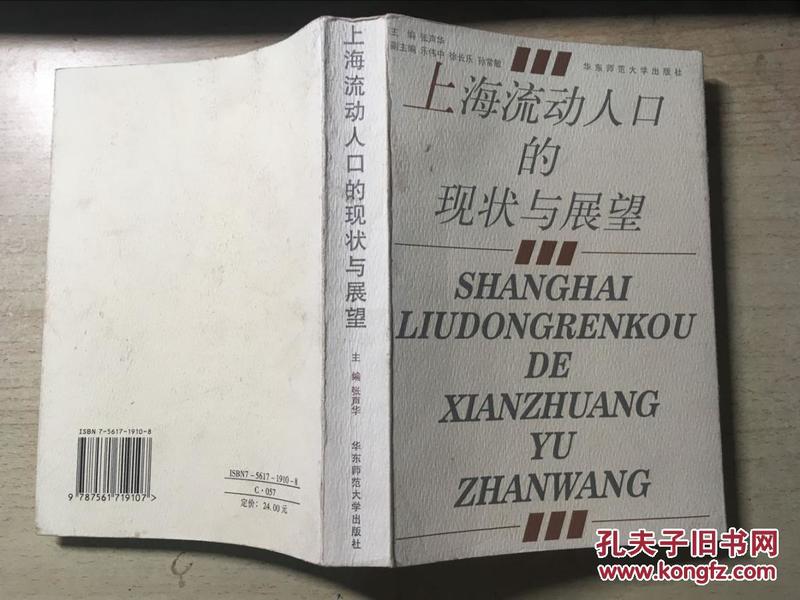 主 编 张声华
副主编 乐伟中 徐长乐 孙常敏
华东师范大学出版社
上海流动人口
的
现状与展望
SHANGHAI
LIUDONGRENKOU
DE
XIANZHUANG
YU
ZHANWANG
上海流动人口的现状与展望
主 编 张声华
华东师范大学出版社
ISBN 7-5617-1910-8
9 787561 719107 >
ISBN7-5617-1910-8
C·057
定价: 24.00元
孔夫子旧书网
www.kongfz.com